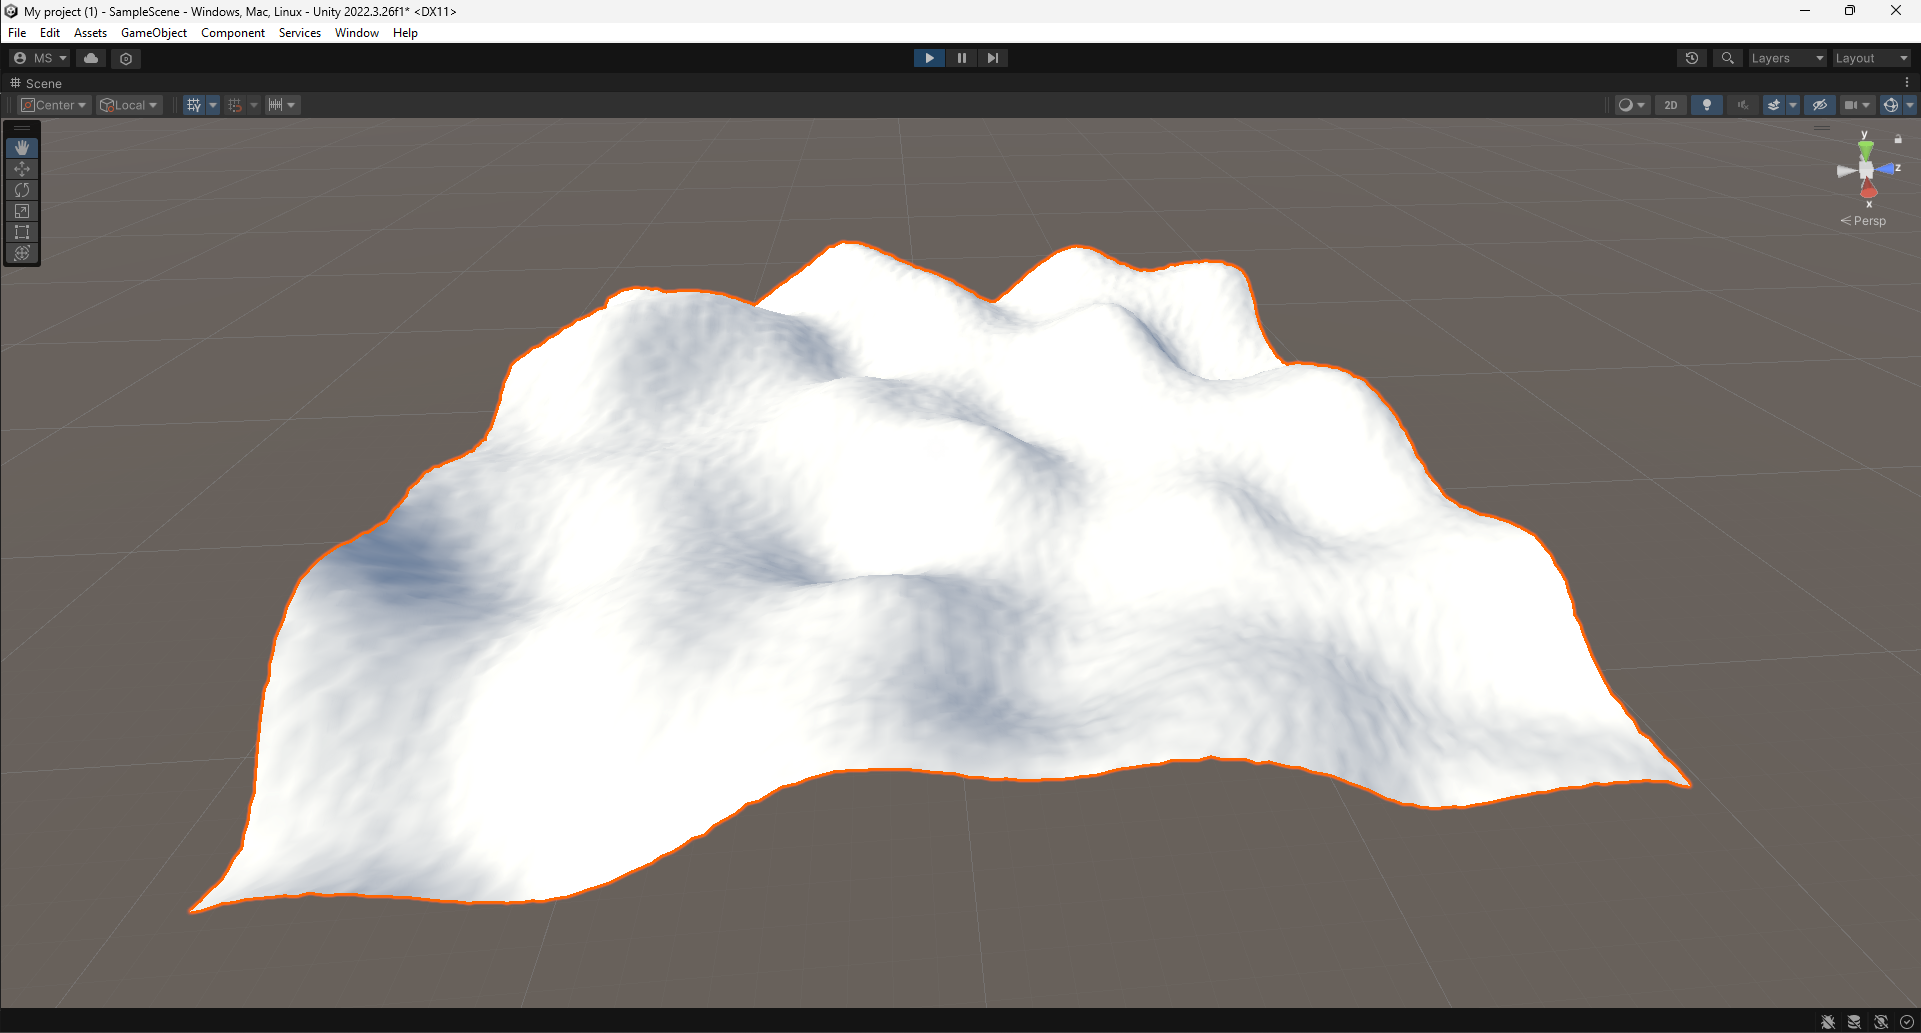 My project (1) - SampleScene - Windows, Mac, Linux - Unity 2022.3.26f1* <DX11>
File Edit Assets GameObject Component Services Window Help
MS Layers Layout
Scene
Center Local 2D
y
z
x
Persp